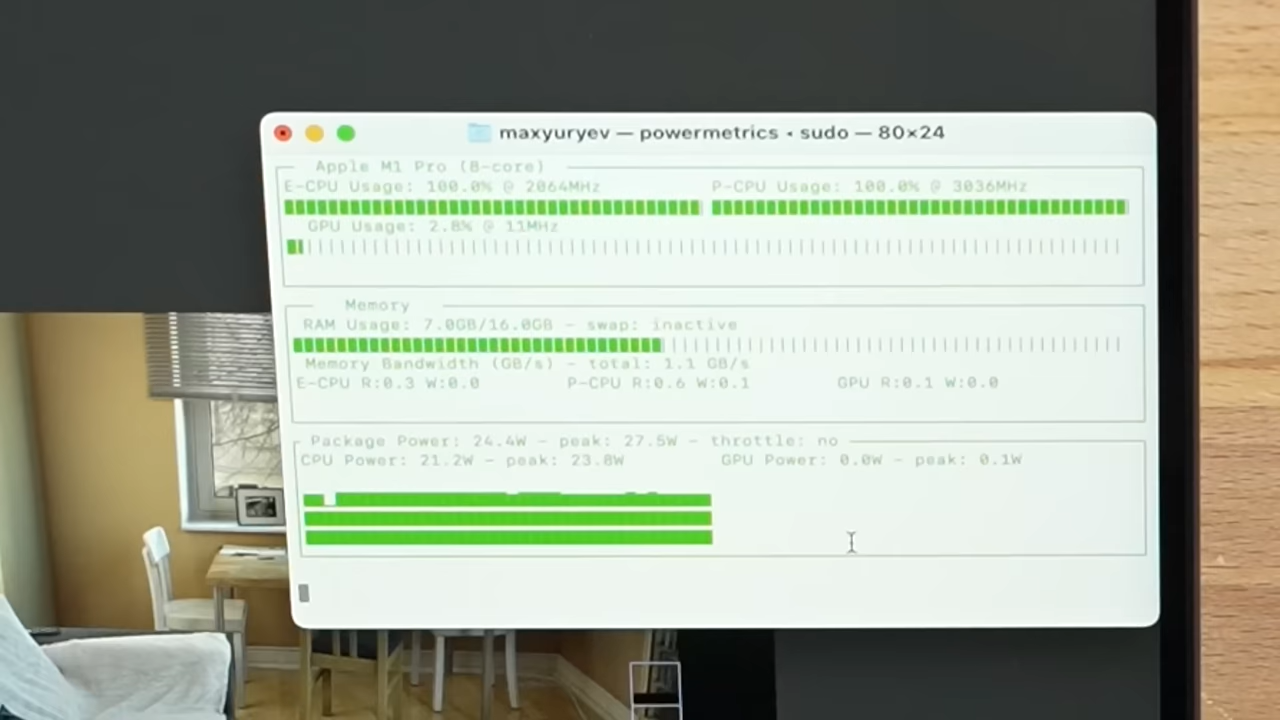 maxyuryev — powermetrics ◂ sudo — 80×24
Apple M1 Pro (8-core)
E-CPU Usage: 100.0% @ 2064MHz P-CPU Usage: 100.0% @ 3036MHz
GPU Usage: 2.8% @ 11MHz
Memory
RAM Usage: 7.0GB/16.0GB - swap: inactive
Memory Bandwidth (GB/s) - total: 1.1 GB/s
E-CPU R:0.3 W:0.0 P-CPU R:0.6 W:0.1 GPU R:0.1 W:0.0
Package Power: 24.4W - peak: 27.5W - throttle: no
CPU Power: 21.2W - peak: 23.8W GPU Power: 0.0W - peak: 0.1W